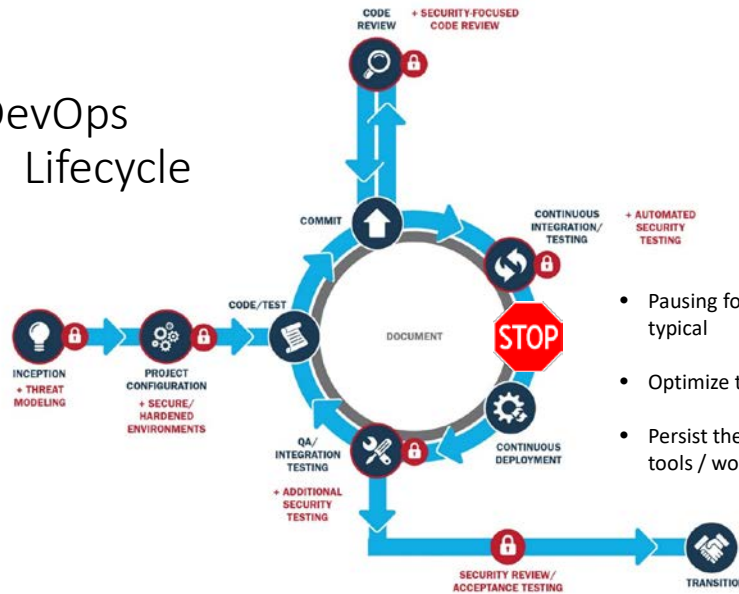 DevOps
Lifecycle
CODE
REVIEW
+ SECURITY-FOCUSED
CODE REVIEW
COMMIT
CONTINUOUS
INTEGRATION/
TESTING
+ AUTOMATED
SECURITY
TESTING
CODE/TEST
DOCUMENT
STOP
INCEPTION
+ THREAT
MODELING
PROJECT
CONFIGURATION
+ SECURE/
HARDENED
ENVIRONMENTS
QA/
INTEGRATION
TESTING
+ ADDITIONAL
SECURITY
TESTING
CONTINUOUS
DEPLOYMENT
SECURITY REVIEW/
ACCEPTANCE TESTING
TRANSITION
• Pausing fo
typical
• Optimize t
• Persist the
tools / wo